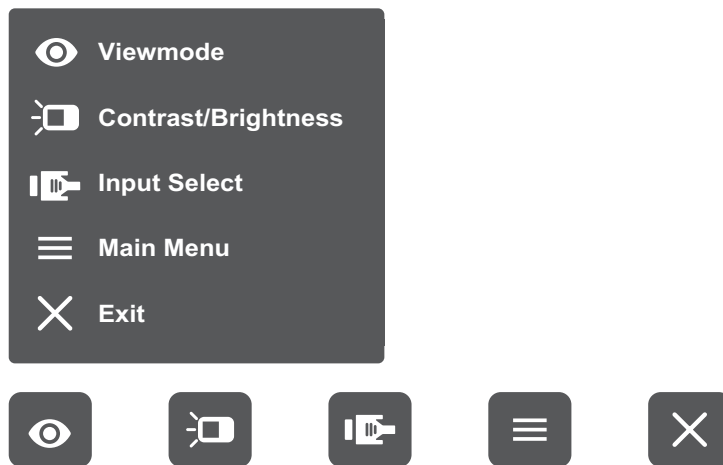 Viewmode
Contrast/Brightness
Input Select
Main Menu
Exit